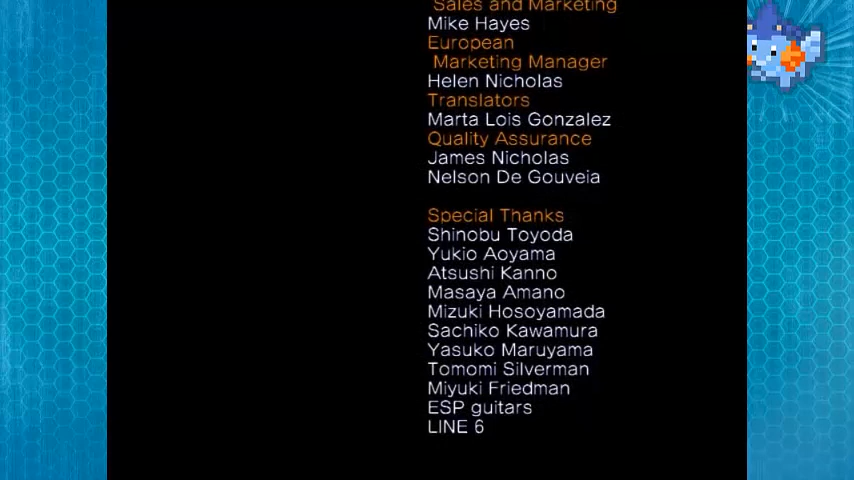 Sales and Marketing
Mike Hayes
European
Marketing Manager
Helen Nicholas
Translators
Marta Lois Gonzalez
Quality Assurance
James Nicholas
Nelson De Gouveia
Special Thanks
Shinobu Toyoda
Yukio Aoyama
Atsushi Kanno
Masaya Amano
Mizuki Hosoyamada
Sachiko Kawamura
Yasuko Maruyama
Tomomi Silverman
Miyuki Friedman
ESP guitars
LINE 6